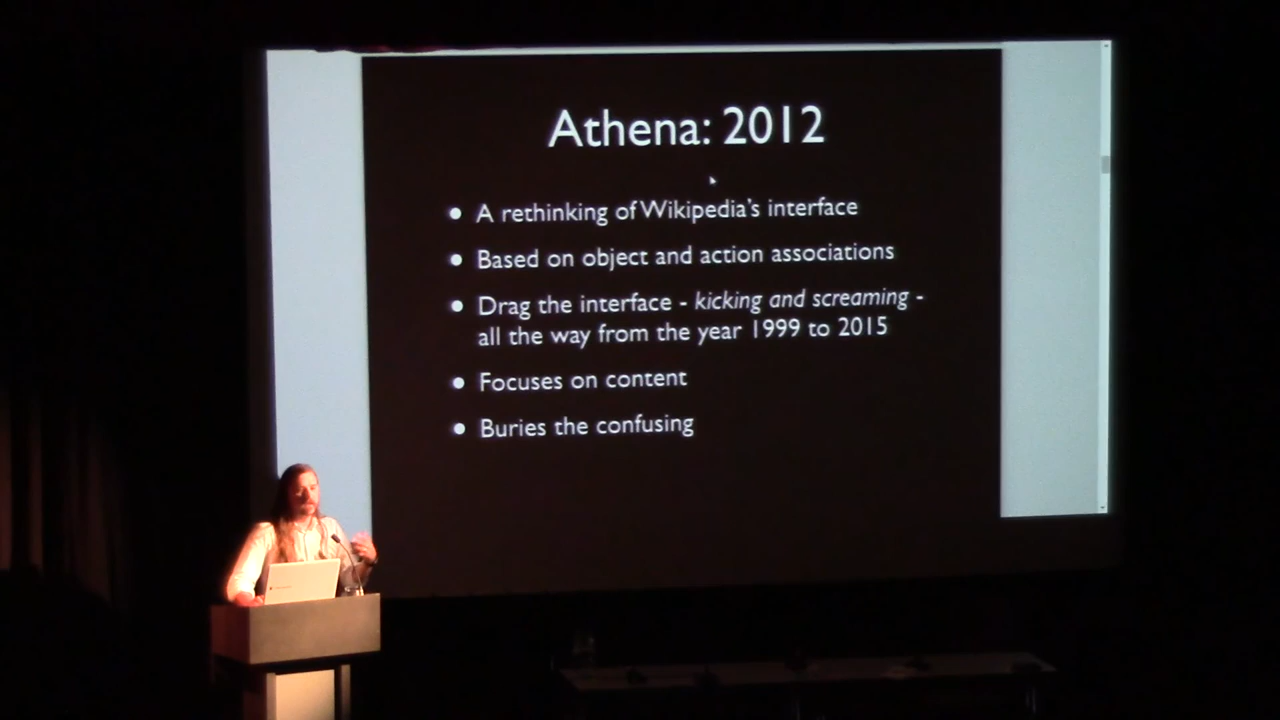 Athena: 2012
• A rethinking of Wikipedia's interface
• Based on object and action associations
• Drag the interface - kicking and screaming -
all the way from the year 1999 to 2015
• Focuses on content
• Buries the confusing